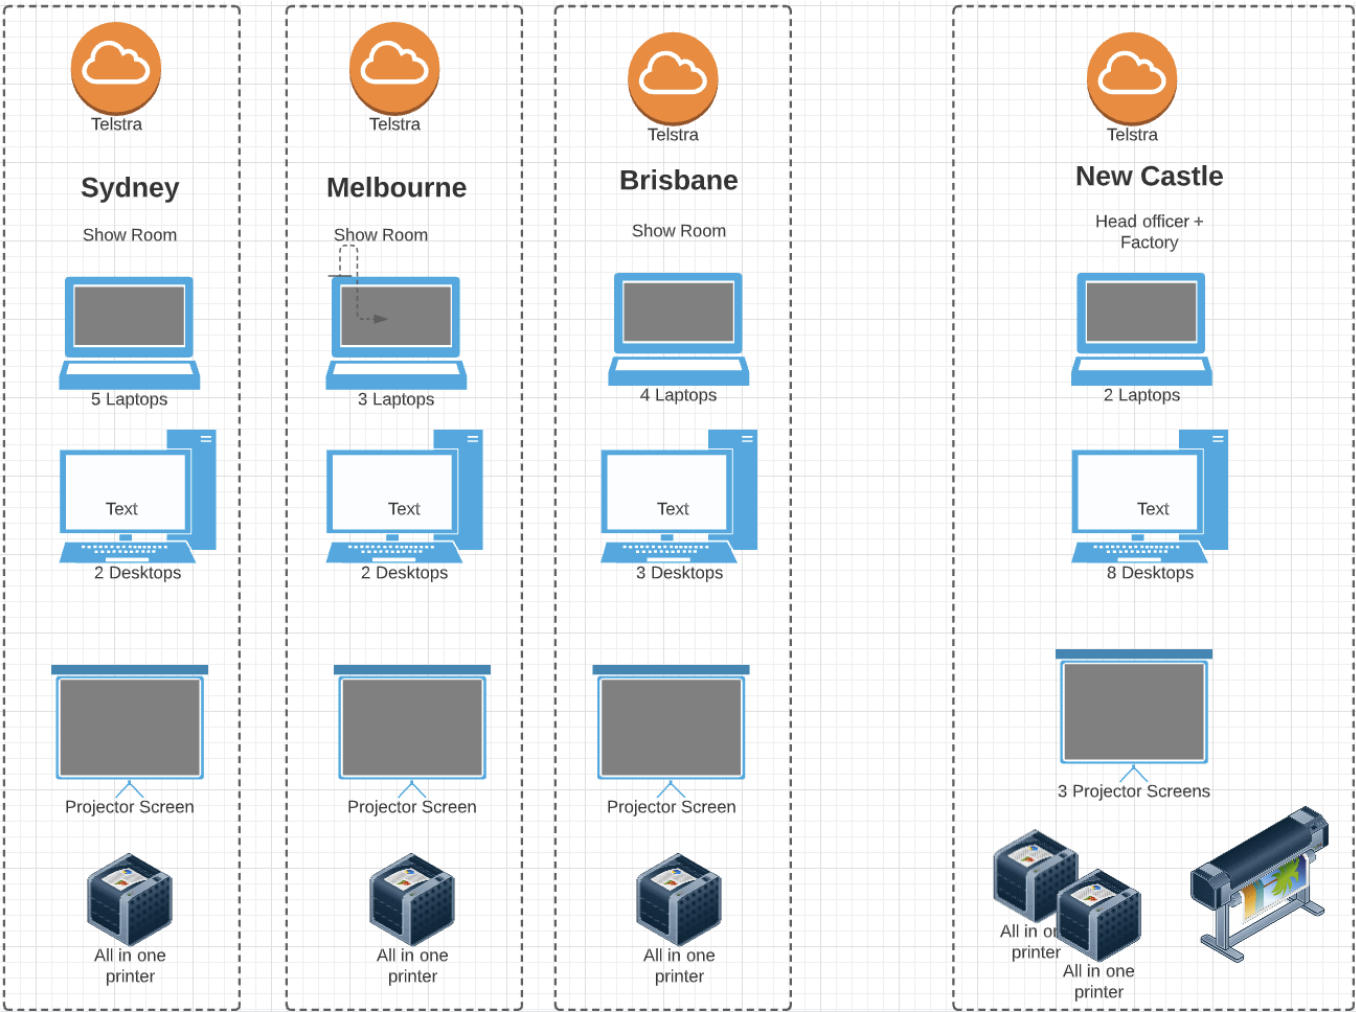 Telstra
Sydney
Show Room
5 Laptops
Text
2 Desktops
Projector Screen
All in one
printer
Telstra
Melbourne
Show Room
3 Laptops
Text
2 Desktops
Projector Screen
All in one
printer
Telstra
Brisbane
Show Room
4 Laptops
Text
3 Desktops
Projector Screen
All in one
printer
Telstra
New Castle
Head officer +
Factory
2 Laptops
Text
8 Desktops
3 Projector Screens
All in
printer
All in one
printer